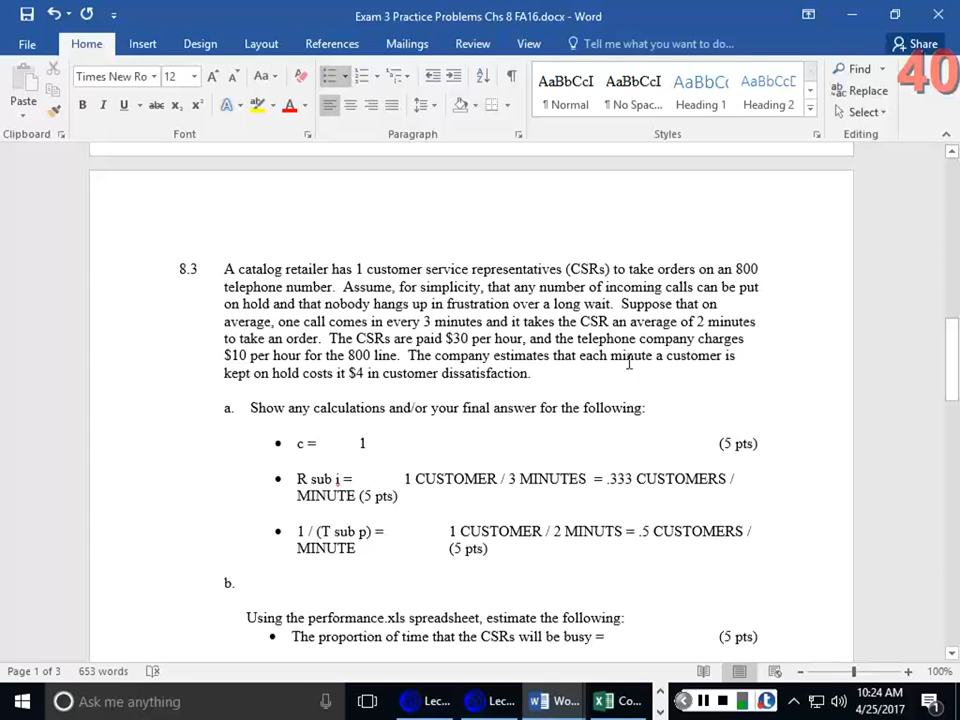 Exam 3 Practice Problems Chs 8 FA16.docx - Word
File Home Insert Design Layout References Mailings Review View Tell me what you want to do... Share
40
Paste
Times New Ro 12 Aa
B I U abc x₂ x² A A
AaBbCcI AaBbCcI AaBbCc AaBbCcI
¶ Normal ¶ No Spac... Heading 1 Heading 2
Find
Replace
Select
Clipboard Font Paragraph Styles Editing
8.3 A catalog retailer has 1 customer service representatives (CSRs) to take orders on an 800
telephone number. Assume, for simplicity, that any number of incoming calls can be put
on hold and that nobody hangs up in frustration over a long wait. Suppose that on
average, one call comes in every 3 minutes and it takes the CSR an average of 2 minutes
to take an order. The CSRs are paid $30 per hour, and the telephone company charges
$10 per hour for the 800 line. The company estimates that each minute a customer is
kept on hold costs it $4 in customer dissatisfaction.
a. Show any calculations and/or your final answer for the following:
• c = 1 (5 pts)
• R sub i = 1 CUSTOMER / 3 MINUTES = .333 CUSTOMERS /
MINUTE (5 pts)
• 1 / (T sub p) = 1 CUSTOMER / 2 MINUTS = .5 CUSTOMERS /
MINUTE (5 pts)
b.
Using the performance.xls spreadsheet, estimate the following:
• The proportion of time that the CSRs will be busy = (5 pts)
Page 1 of 3 653 words 100%
Ask me anything Lec... Lec... Wo... Co... 10:24 AM
4/25/2017